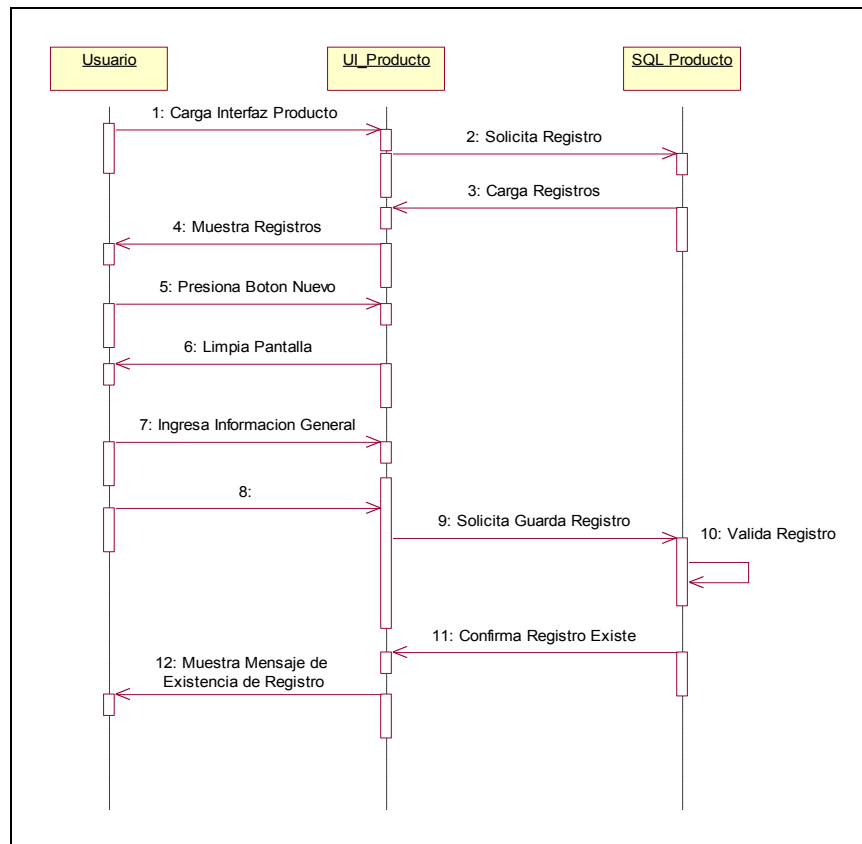 Usuario
UI_Producto
SQL Producto
1: Carga Interfaz Producto
2: Solicita Registro
3: Carga Registros
4: Muestra Registros
5: Presiona Boton Nuevo
6: Limpia Pantalla
7: Ingresa Informacion General
8:
9: Solicita Guarda Registro
10: Valida Registro
11: Confirma Registro Existe
12: Muestra Mensaje de
Existencia de Registro